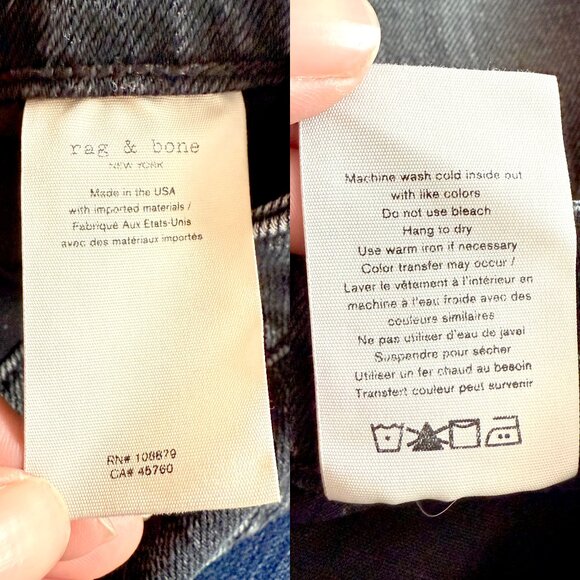 rag & bone
NEW YORK
Made in the USA
with imported materials /
Fabriqué Aux États-Unis
avec des matériaux importés
RN# 108879
CA# 45760
Machine wash cold inside out
with like colors
Do not use bleach
Hang to dry
Use warm iron if necessary
Color transfer may occur /
Laver le vêtement à l'intérieur en
machine à l'eau froide avec des
couleurs similaires
Ne pas utiliser d'eau de javel
Suspendre pour sécher
Utiliser un fer chaud au besoin
Transfert couleur peut survenir